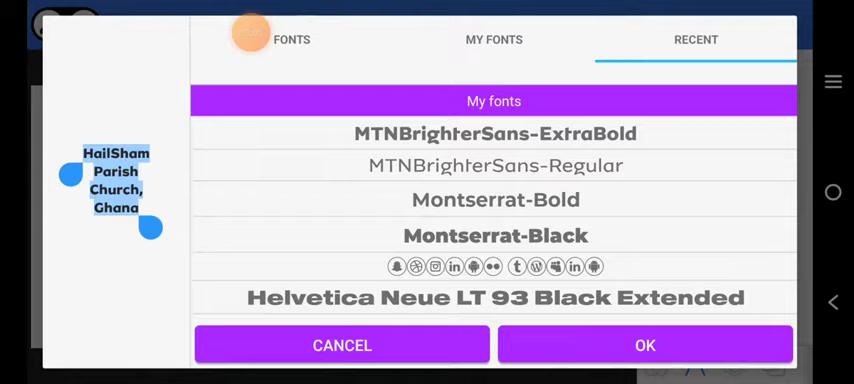 FONTS
MY FONTS
RECENT
My fonts
MTNBrighterSans-ExtraBold
MTNBrighterSans-Regular
Montserrat-Bold
Montserrat-Black
Helvetica Neue LT 93 Black Extended
HailSham
Parish
Church,
Ghana
CANCEL
OK